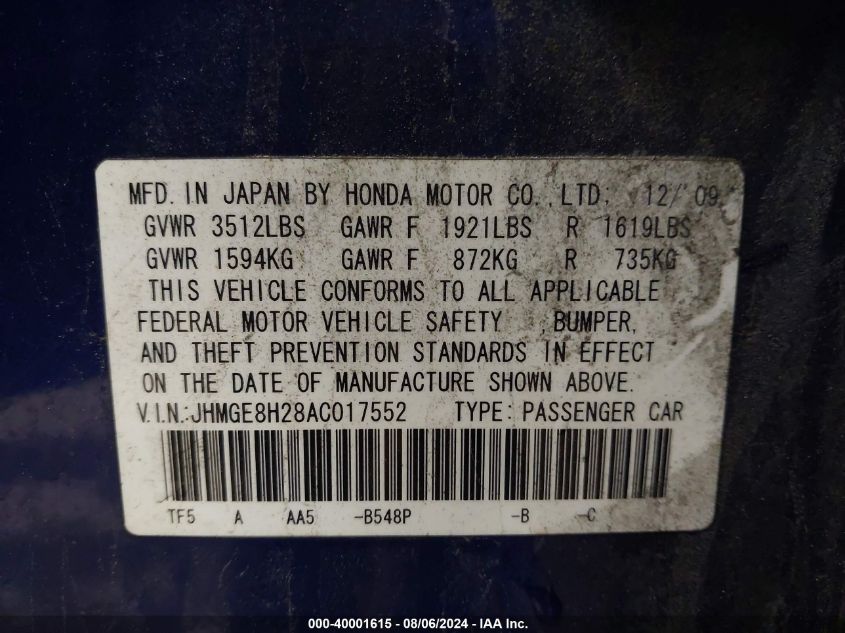 MFD. IN JAPAN BY HONDA MOTOR CO., LTD. 12/ 09
GVWR 3512LBS GAWR F 1921LBS R 1619LBS
GVWR 1594KG GAWR F 872KG R 735KG
THIS VEHICLE CONFORMS TO ALL APPLICABLE
FEDERAL MOTOR VEHICLE SAFETY , BUMPER,
AND THEFT PREVENTION STANDARDS IN EFFECT
ON THE DATE OF MANUFACTURE SHOWN ABOVE.
V.I.N.:JHMGE8H28AC017552 TYPE: PASSENGER CAR
TF5 A AA5 -B548P -B -C
000-40001615 - 08/06/2024 - IAA Inc.